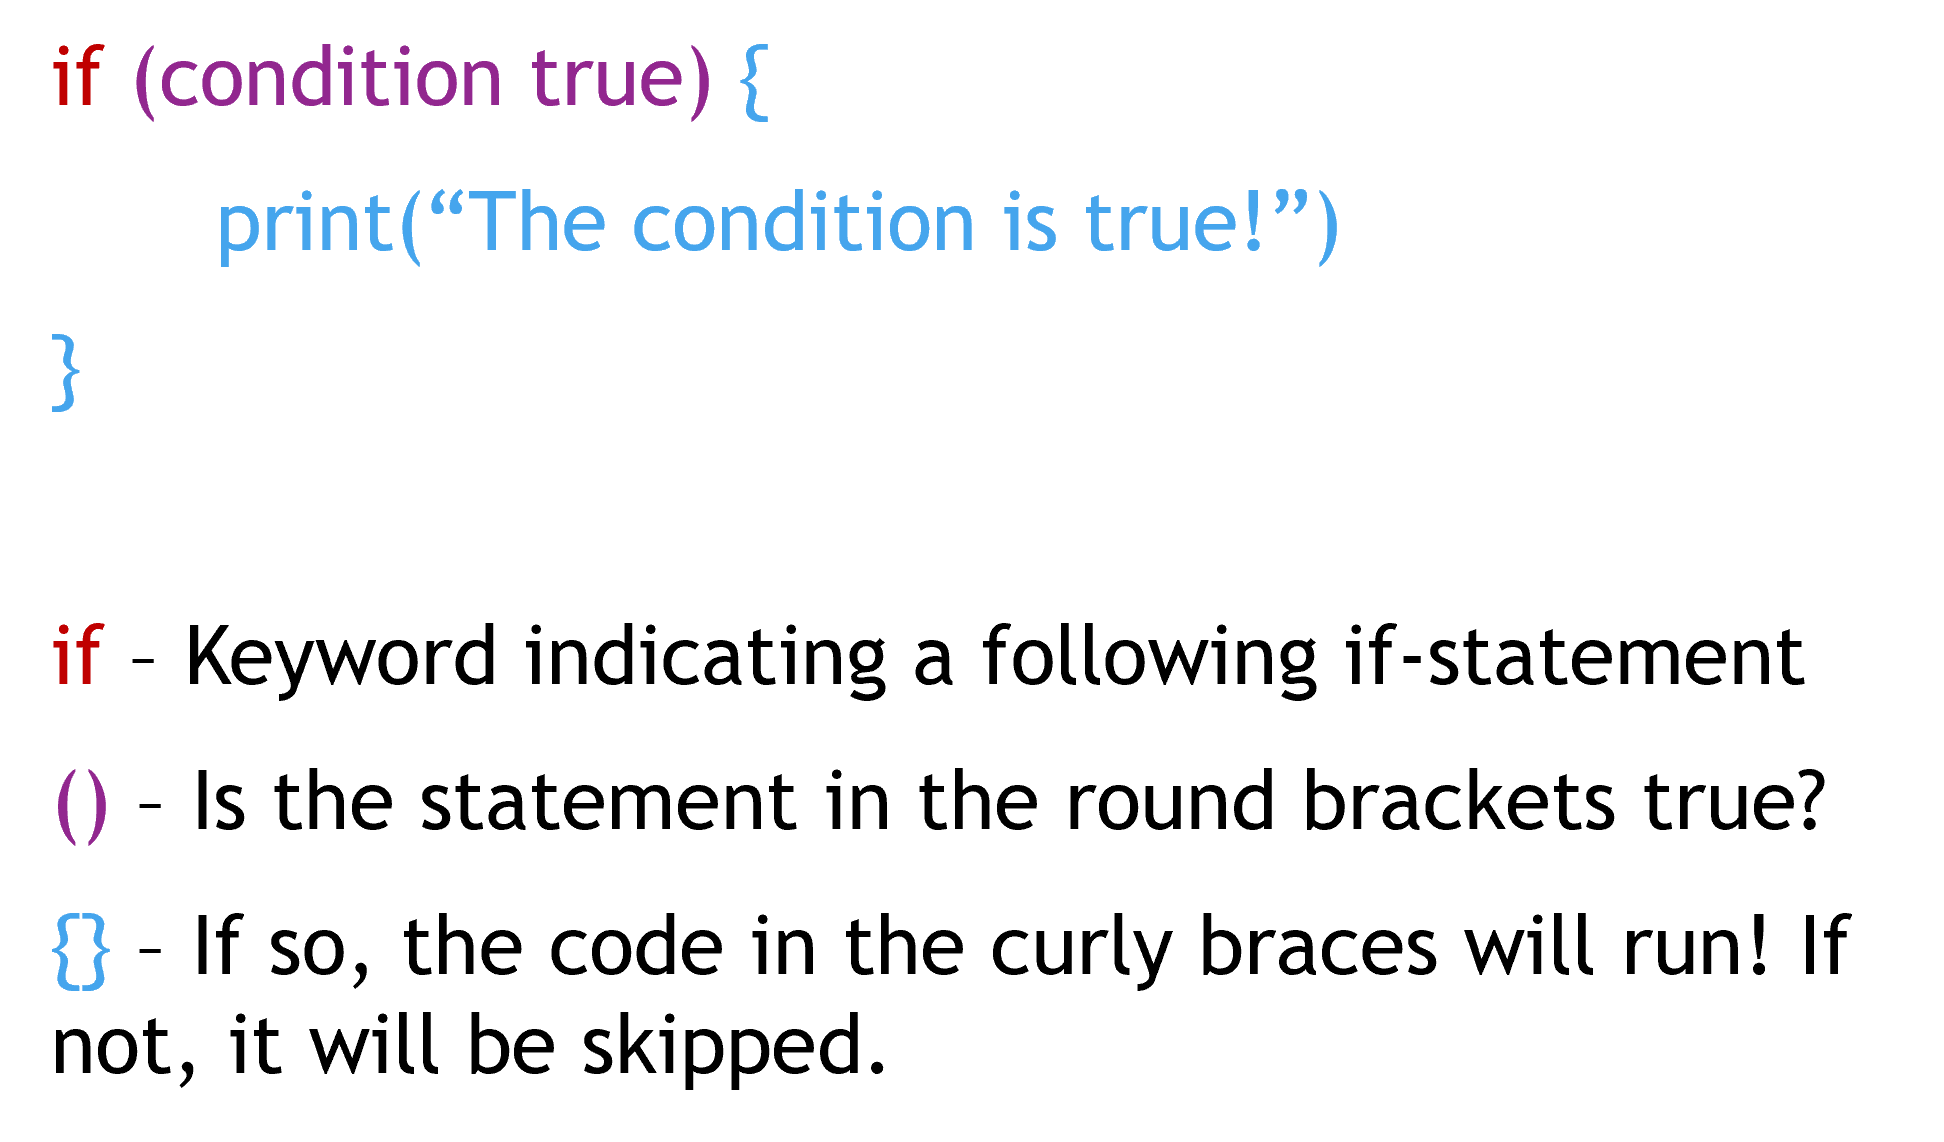 if (condition true) {
print(“The condition is true!”)
}
if – Keyword indicating a following if-statement
() – Is the statement in the round brackets true?
{} – If so, the code in the curly braces will run! If
not, it will be skipped.